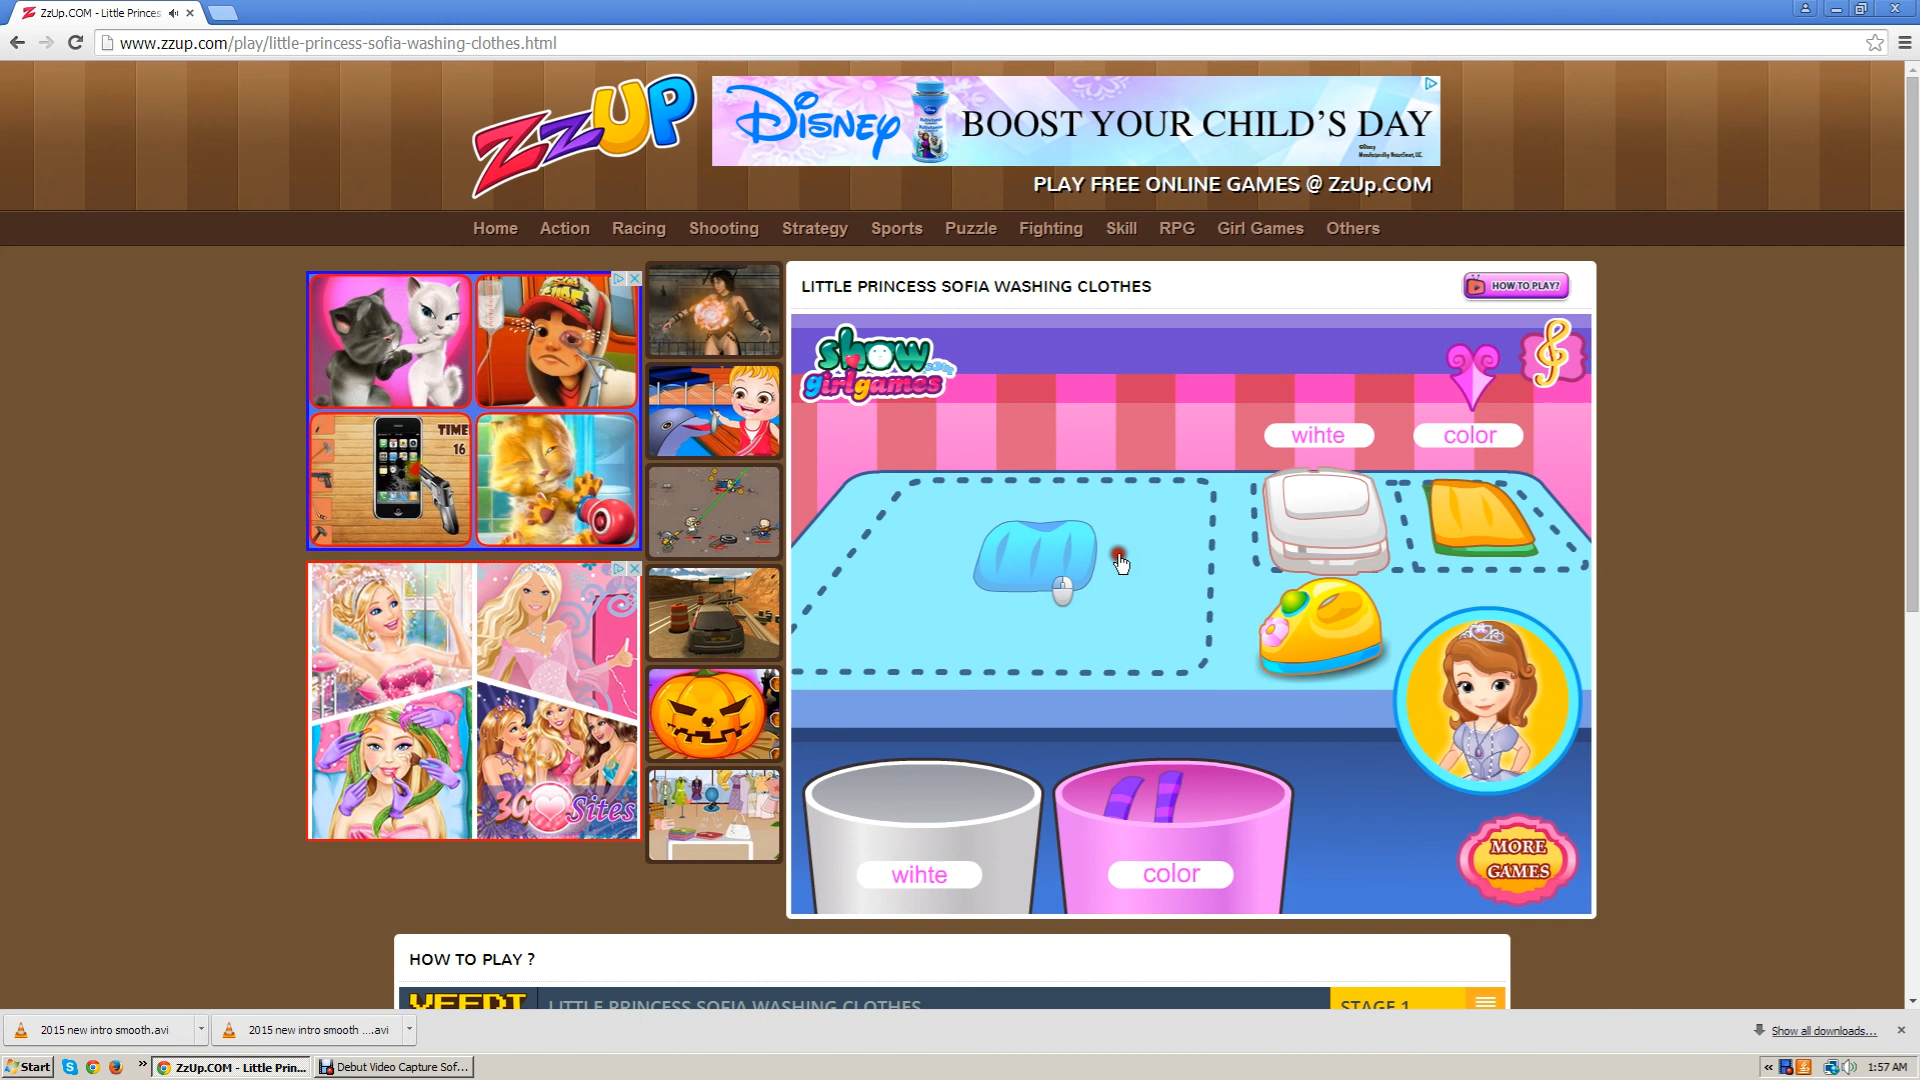 ZzUp.COM - Little Princes
www.zzup.com/play/little-princess-sofia-washing-clothes.html
ZzUP
Disney BOOST YOUR CHILD'S DAY
PLAY FREE ONLINE GAMES @ ZzUp.COM
Home Action Racing Shooting Strategy Sports Puzzle Fighting Skill RPG Girl Games Others
LITTLE PRINCESS SOFIA WASHING CLOTHES
HOW TO PLAY?
show
girlgames
TIME
16
wihte color
3G Sites
wihte color
MORE
GAMES
HOW TO PLAY ?
LITTLE PRINCESS SOFIA WASHING CLOTHES
STAGE 1
2015 new intro smooth.avi
2015 new intro smooth ....avi
Show all downloads...
Start
ZzUp.COM - Little Prin...
Debut Video Capture Sof...
1:57 AM